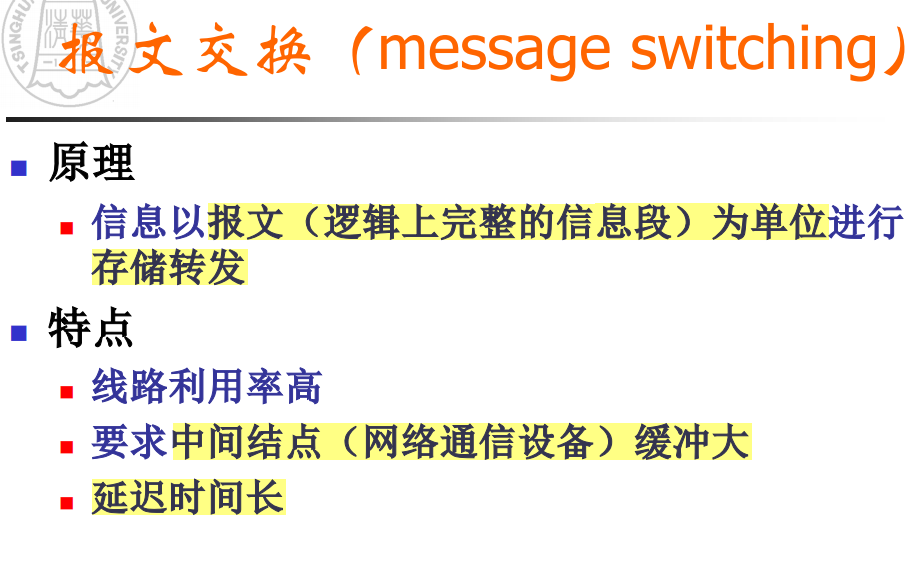 报文交换（message switching）
原理
信息以报文（逻辑上完整的信息段）为单位进行
存储转发
特点
线路利用率高
要求中间结点（网络通信设备）缓冲大
延迟时间长